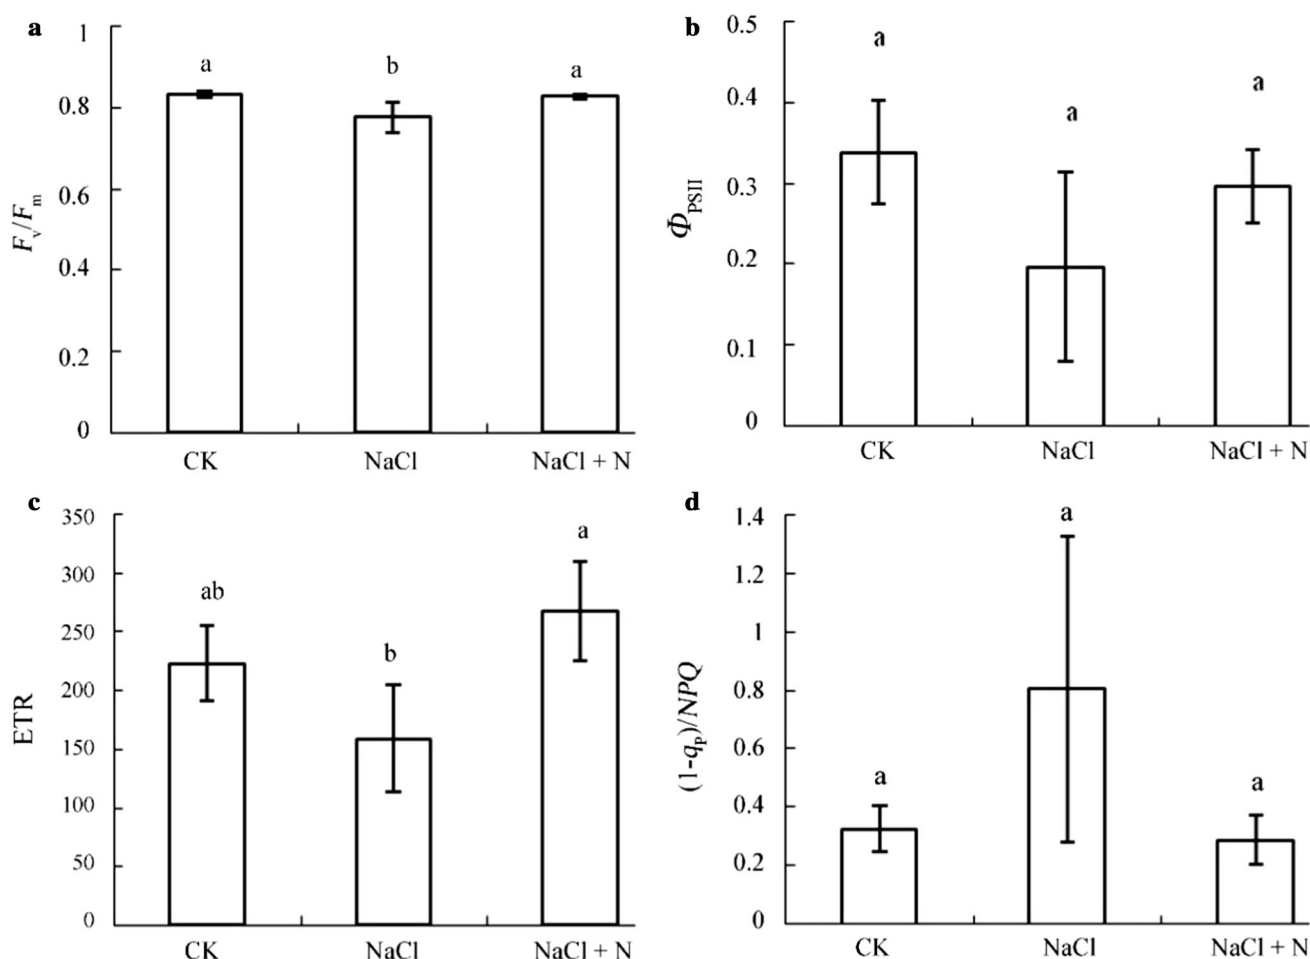 a
1
0.8
0.6
0.4
0.2
0
Fv/Fm
a
b
a
CK
NaCl
NaCl + N
b
0.5
0.4
0.3
0.2
0.1
0
ΦPSII
a
a
a
CK
NaCl
NaCl + N
c
350
300
250
200
150
100
50
0
ETR
ab
b
a
CK
NaCl
NaCl + N
d
1.4
1.2
1
0.8
0.6
0.4
0.2
0
(1-qp)/NPQ
a
a
a
CK
NaCl
NaCl + N